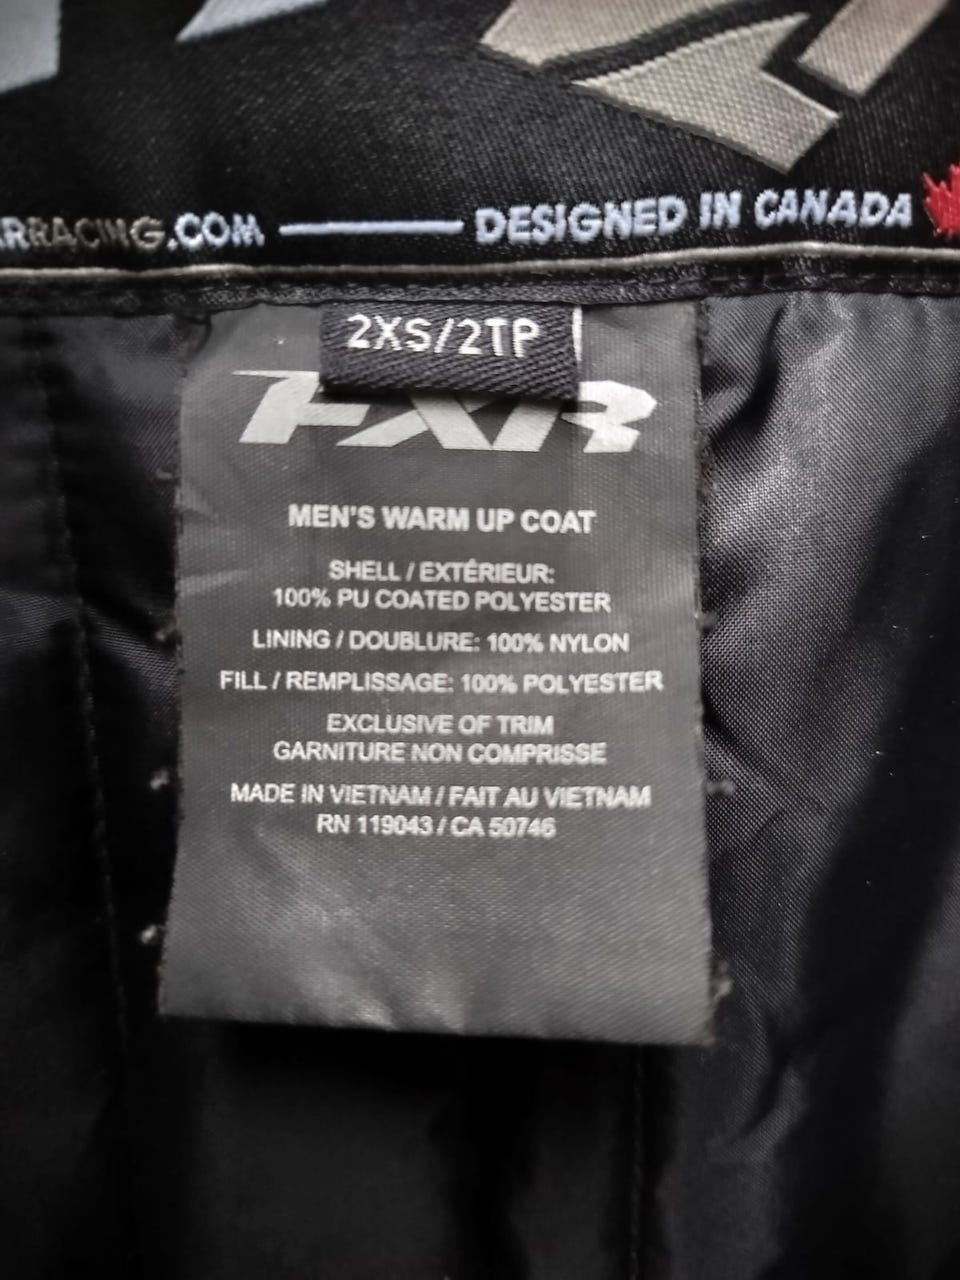 RRACING.COM DESIGNED IN CANADA
2XS/2TP
FXR
MEN'S WARM UP COAT
SHELL / EXTÉRIEUR:
100% PU COATED POLYESTER
LINING / DOUBLURE: 100% NYLON
FILL / REMPLISSAGE: 100% POLYESTER
EXCLUSIVE OF TRIM
GARNITURE NON COMPRISSE
MADE IN VIETNAM / FAIT AU VIETNAM
RN 119043 / CA 50746